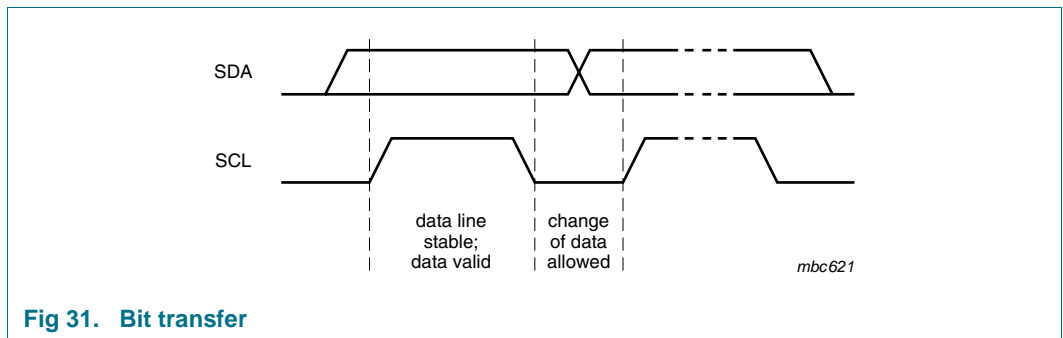 SDA
SCL
data line
stable;
data valid
change
of data
allowed
mbc621
Fig 31. Bit transfer